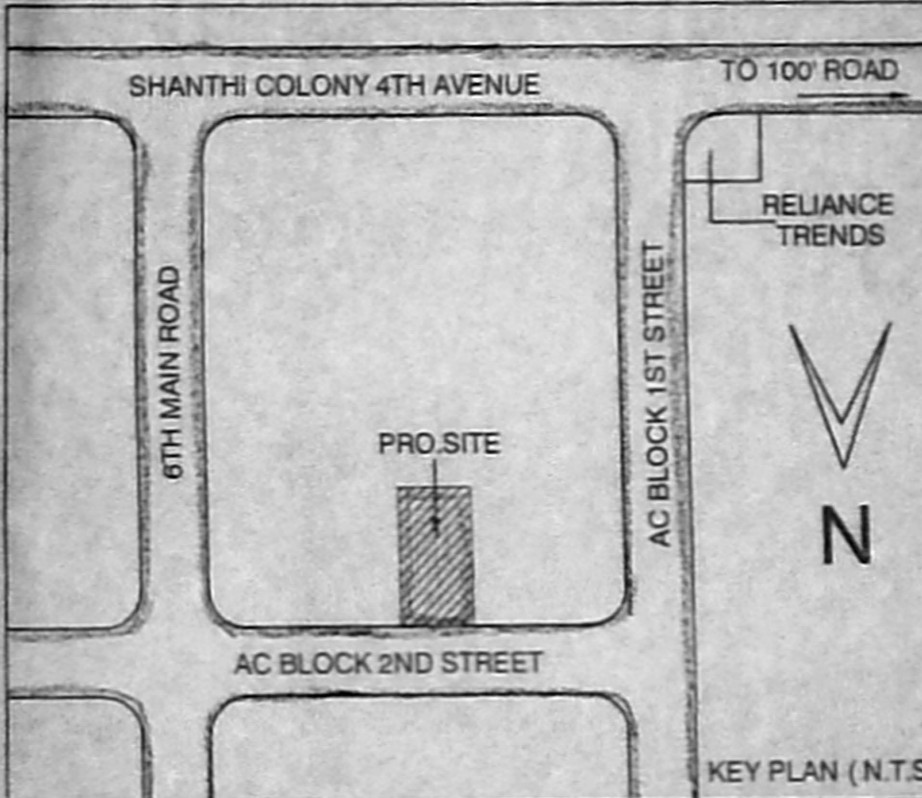 SHANTHI COLONY 4TH AVENUE
TO 100' ROAD
RELIANCE
TRENDS
6TH MAIN ROAD
AC BLOCK 1ST STREET
PRO.SITE
N
AC BLOCK 2ND STREET
KEY PLAN ( N.T.S